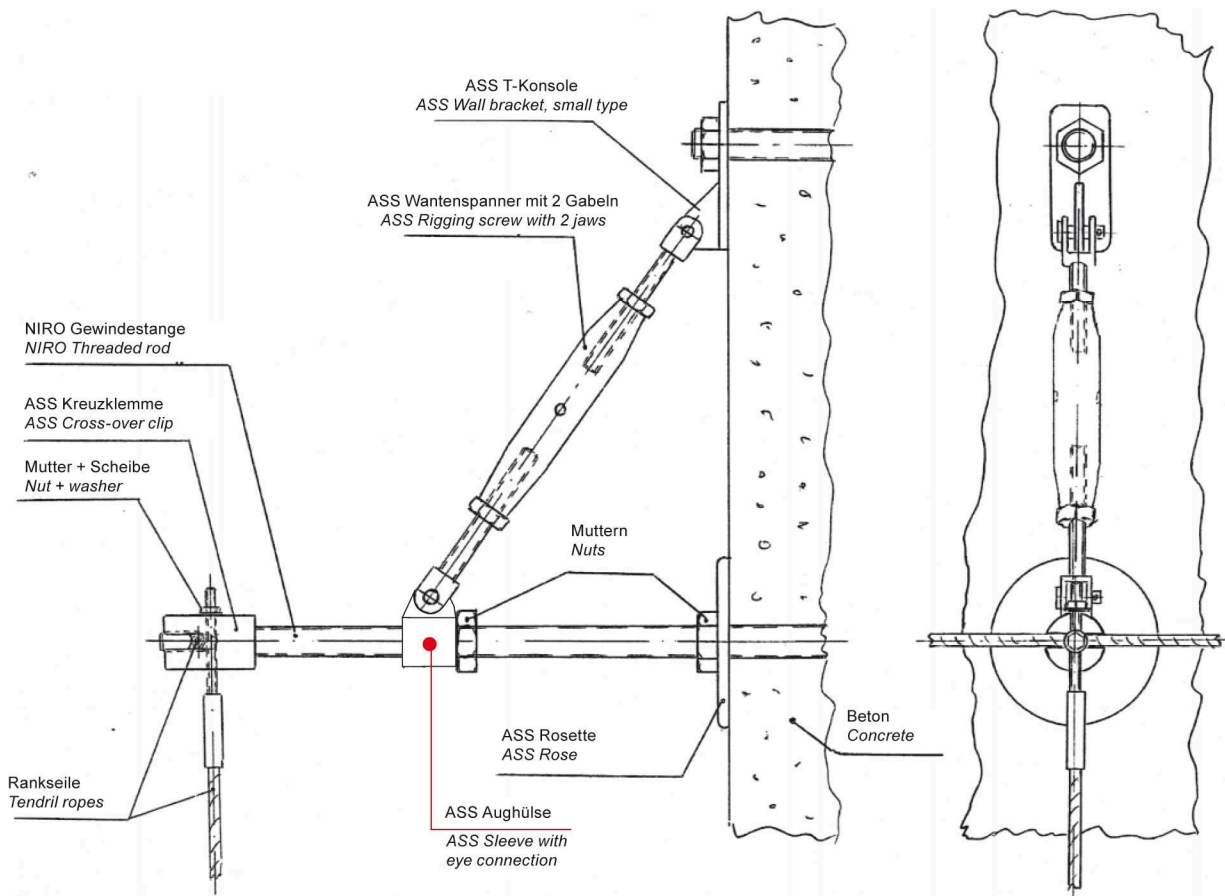 ASS T-Konsole
ASS Wall bracket, small type
ASS Wantenspanner mit 2 Gabeln
ASS Rigging screw with 2 jaws
NIRO Gewindestange
NIRO Threaded rod
ASS Kreuzklemme
ASS Cross-over clip
Mutter + Scheibe
Nut + washer
Muttern
Nuts
Rankseile
Tendril ropes
ASS Rosette
ASS Rose
Beton
Concrete
ASS Aughülse
ASS Sleeve with
eye connection